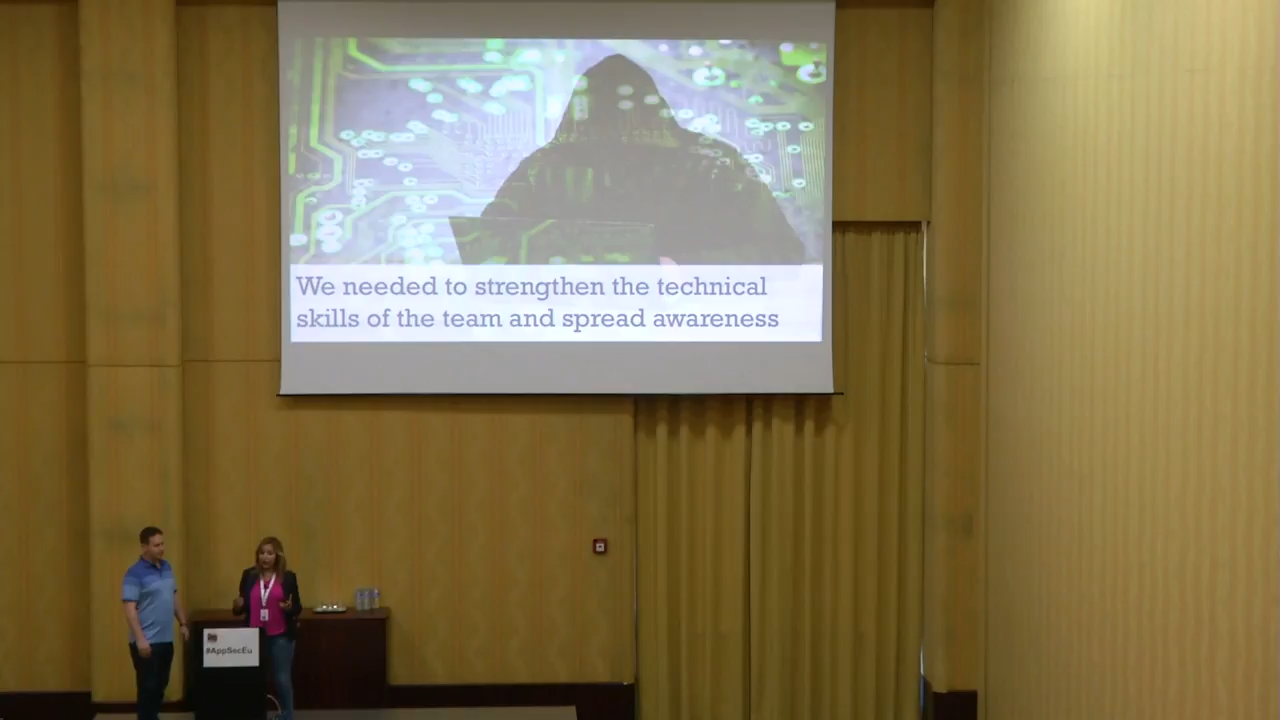 We needed to strengthen the technical
skills of the team and spread awareness
#AppSecEu